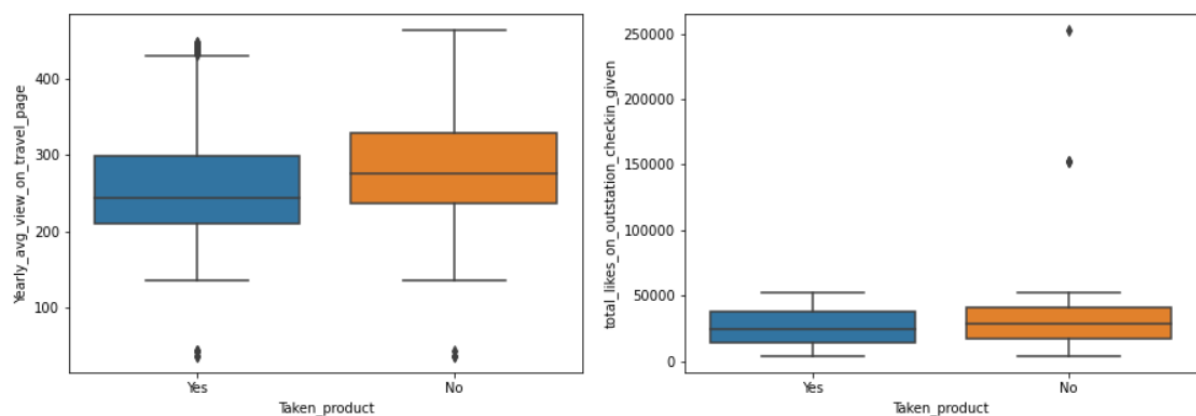 Yearly_avg_view_on_travel_page
400
300
200
100
Yes
No
Taken_product
total_likes_on_outstation_checkin_given
250000
200000
150000
100000
50000
0
Yes
No
Taken_product